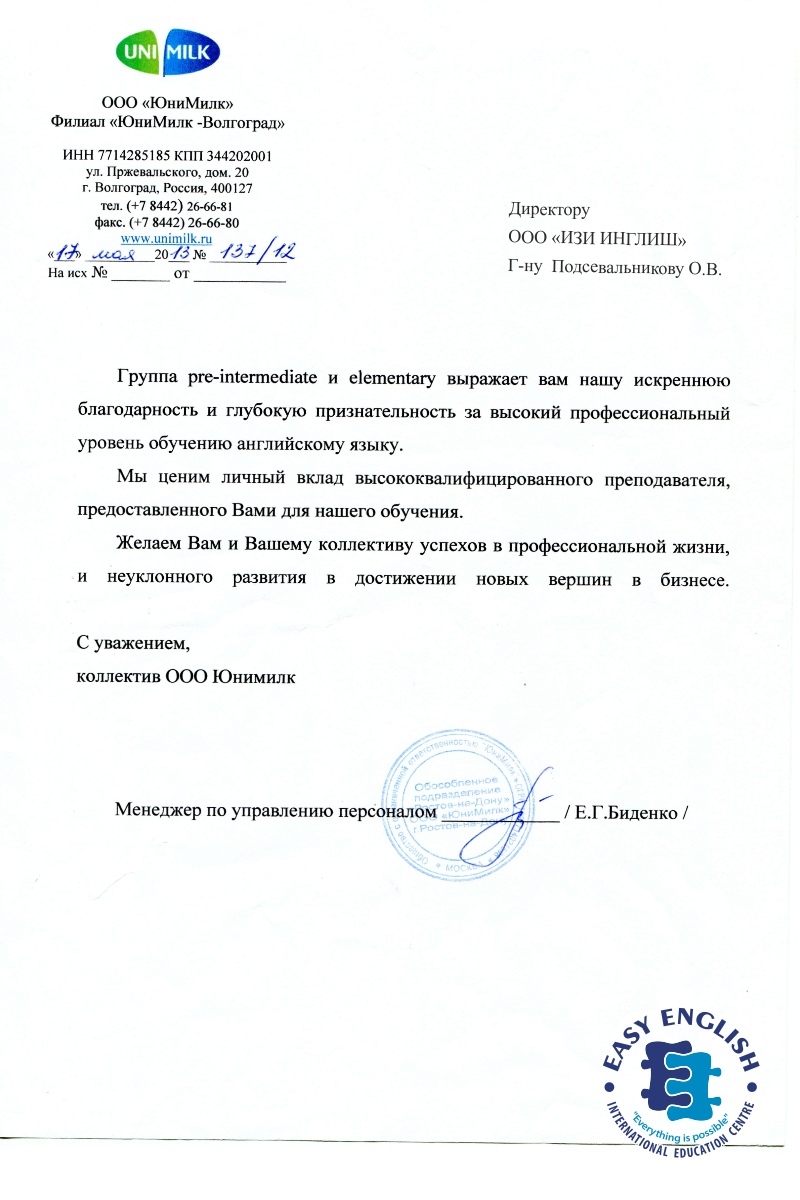 UNI MILK
ООО «ЮниМилк»
Филиал «ЮниМилк -Волгоград»
ИНН 7714285185 КПП 344202001
ул. Пржевальского, дом. 20
г. Волгоград, Россия, 400127
тел. (+7 8442) 26-66-81
факс. (+7 8442) 26-66-80
www.unimilk.ru
«17» мая 2013 № 137/12
На исх № ________ от ____________
Директору
ООО «ИЗИ ИНГЛИШ»
Г-ну Подсевальникову О.В.
Группа pre-intermediate и elementary выражает вам нашу искреннюю
благодарность и глубокую признательность за высокий профессиональный
уровень обучению английскому языку.
Мы ценим личный вклад высококвалифицированного преподавателя,
предоставленного Вами для нашего обучения.
Желаем Вам и Вашему коллективу успехов в профессиональной жизни,
и неуклонного развития в достижении новых вершин в бизнесе.
С уважением,
коллектив ООО Юнимилк
Менеджер по управлению персоналом ____________ / Е.Г.Биденко /
Общество с ограниченной ответственностью "ЮниМилк"
МОСКВА
Обособленное
подразделение
«Ростов-на-Дону»
ООО «ЮниМилк»
г.Ростов-на-Дону
EASY ENGLISH
"Everything is possible"
INTERNATIONAL EDUCATION CENTRE